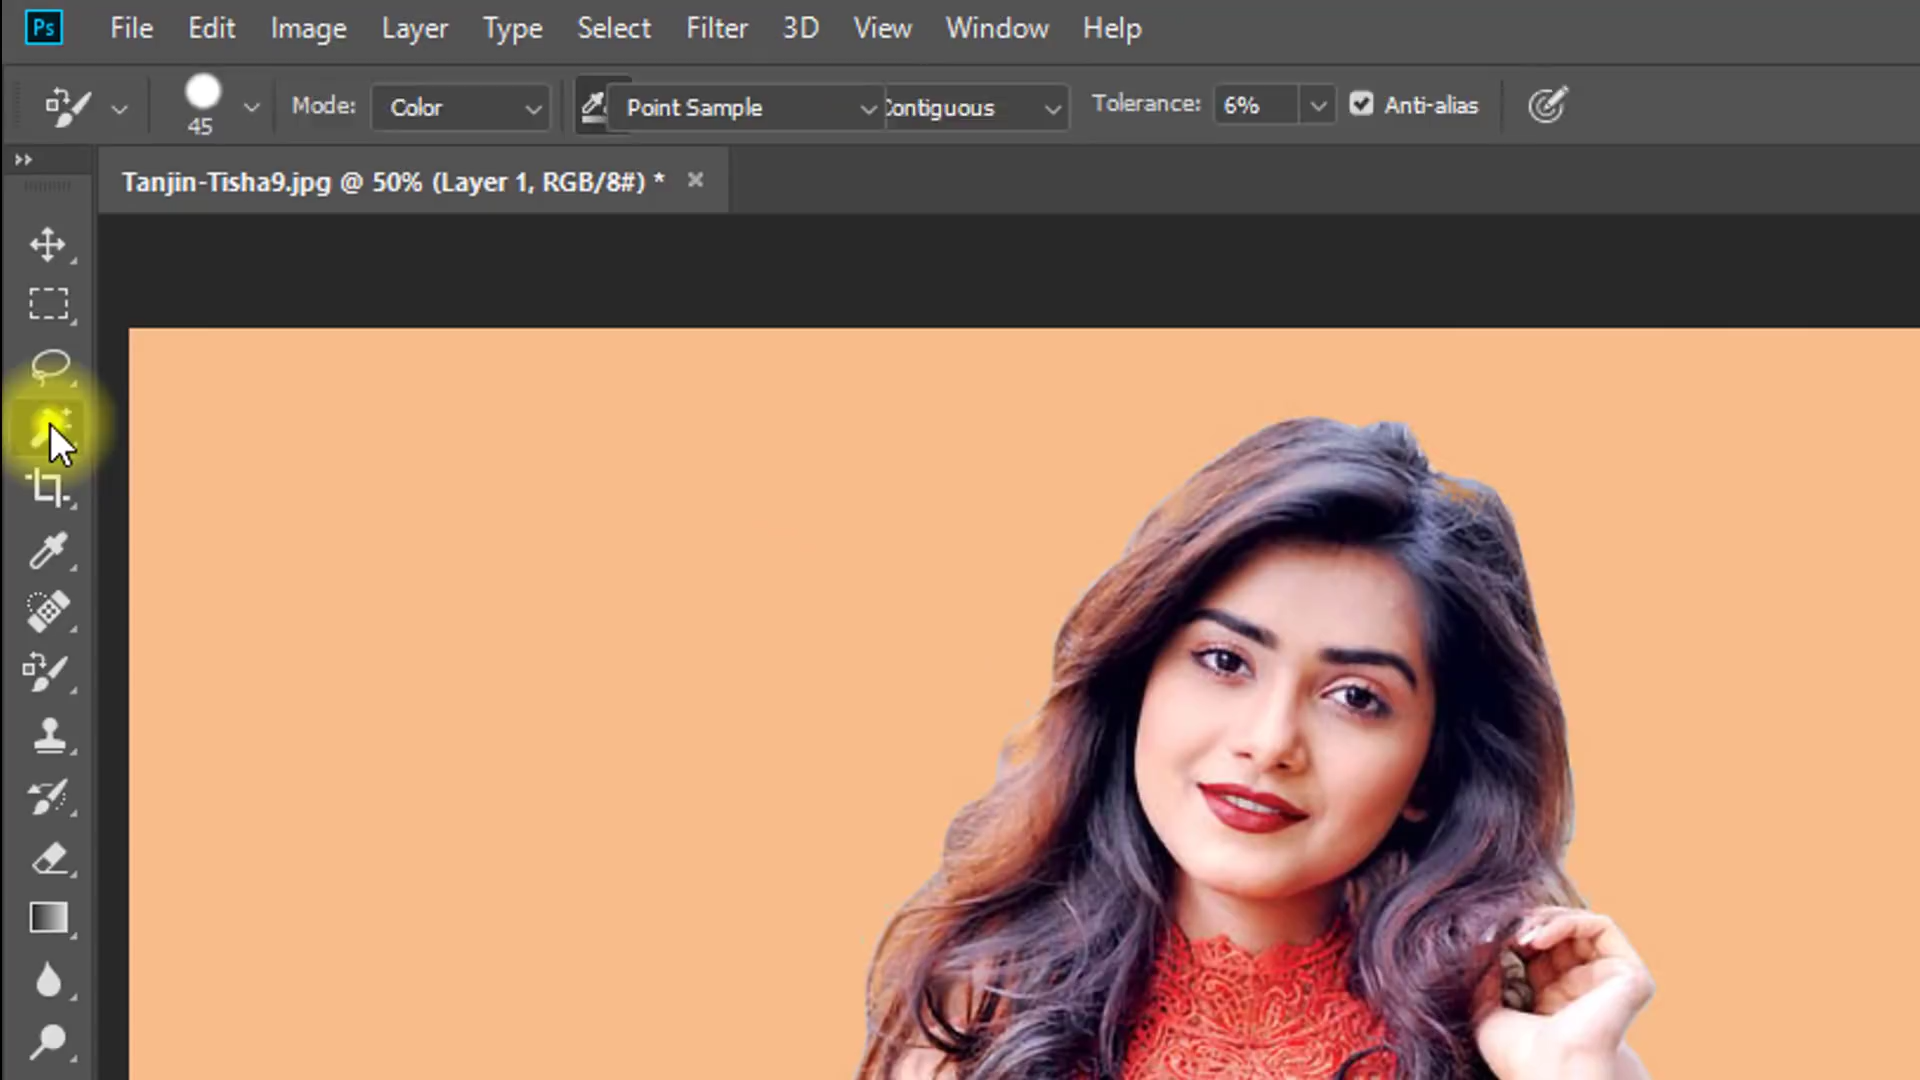 Ps File Edit Image Layer Type Select Filter 3D View Window Help
45 Mode: Color Point Sample Contiguous Tolerance: 6% Anti-alias
Tanjin-Tisha9.jpg @ 50% (Layer 1, RGB/8#) * ×